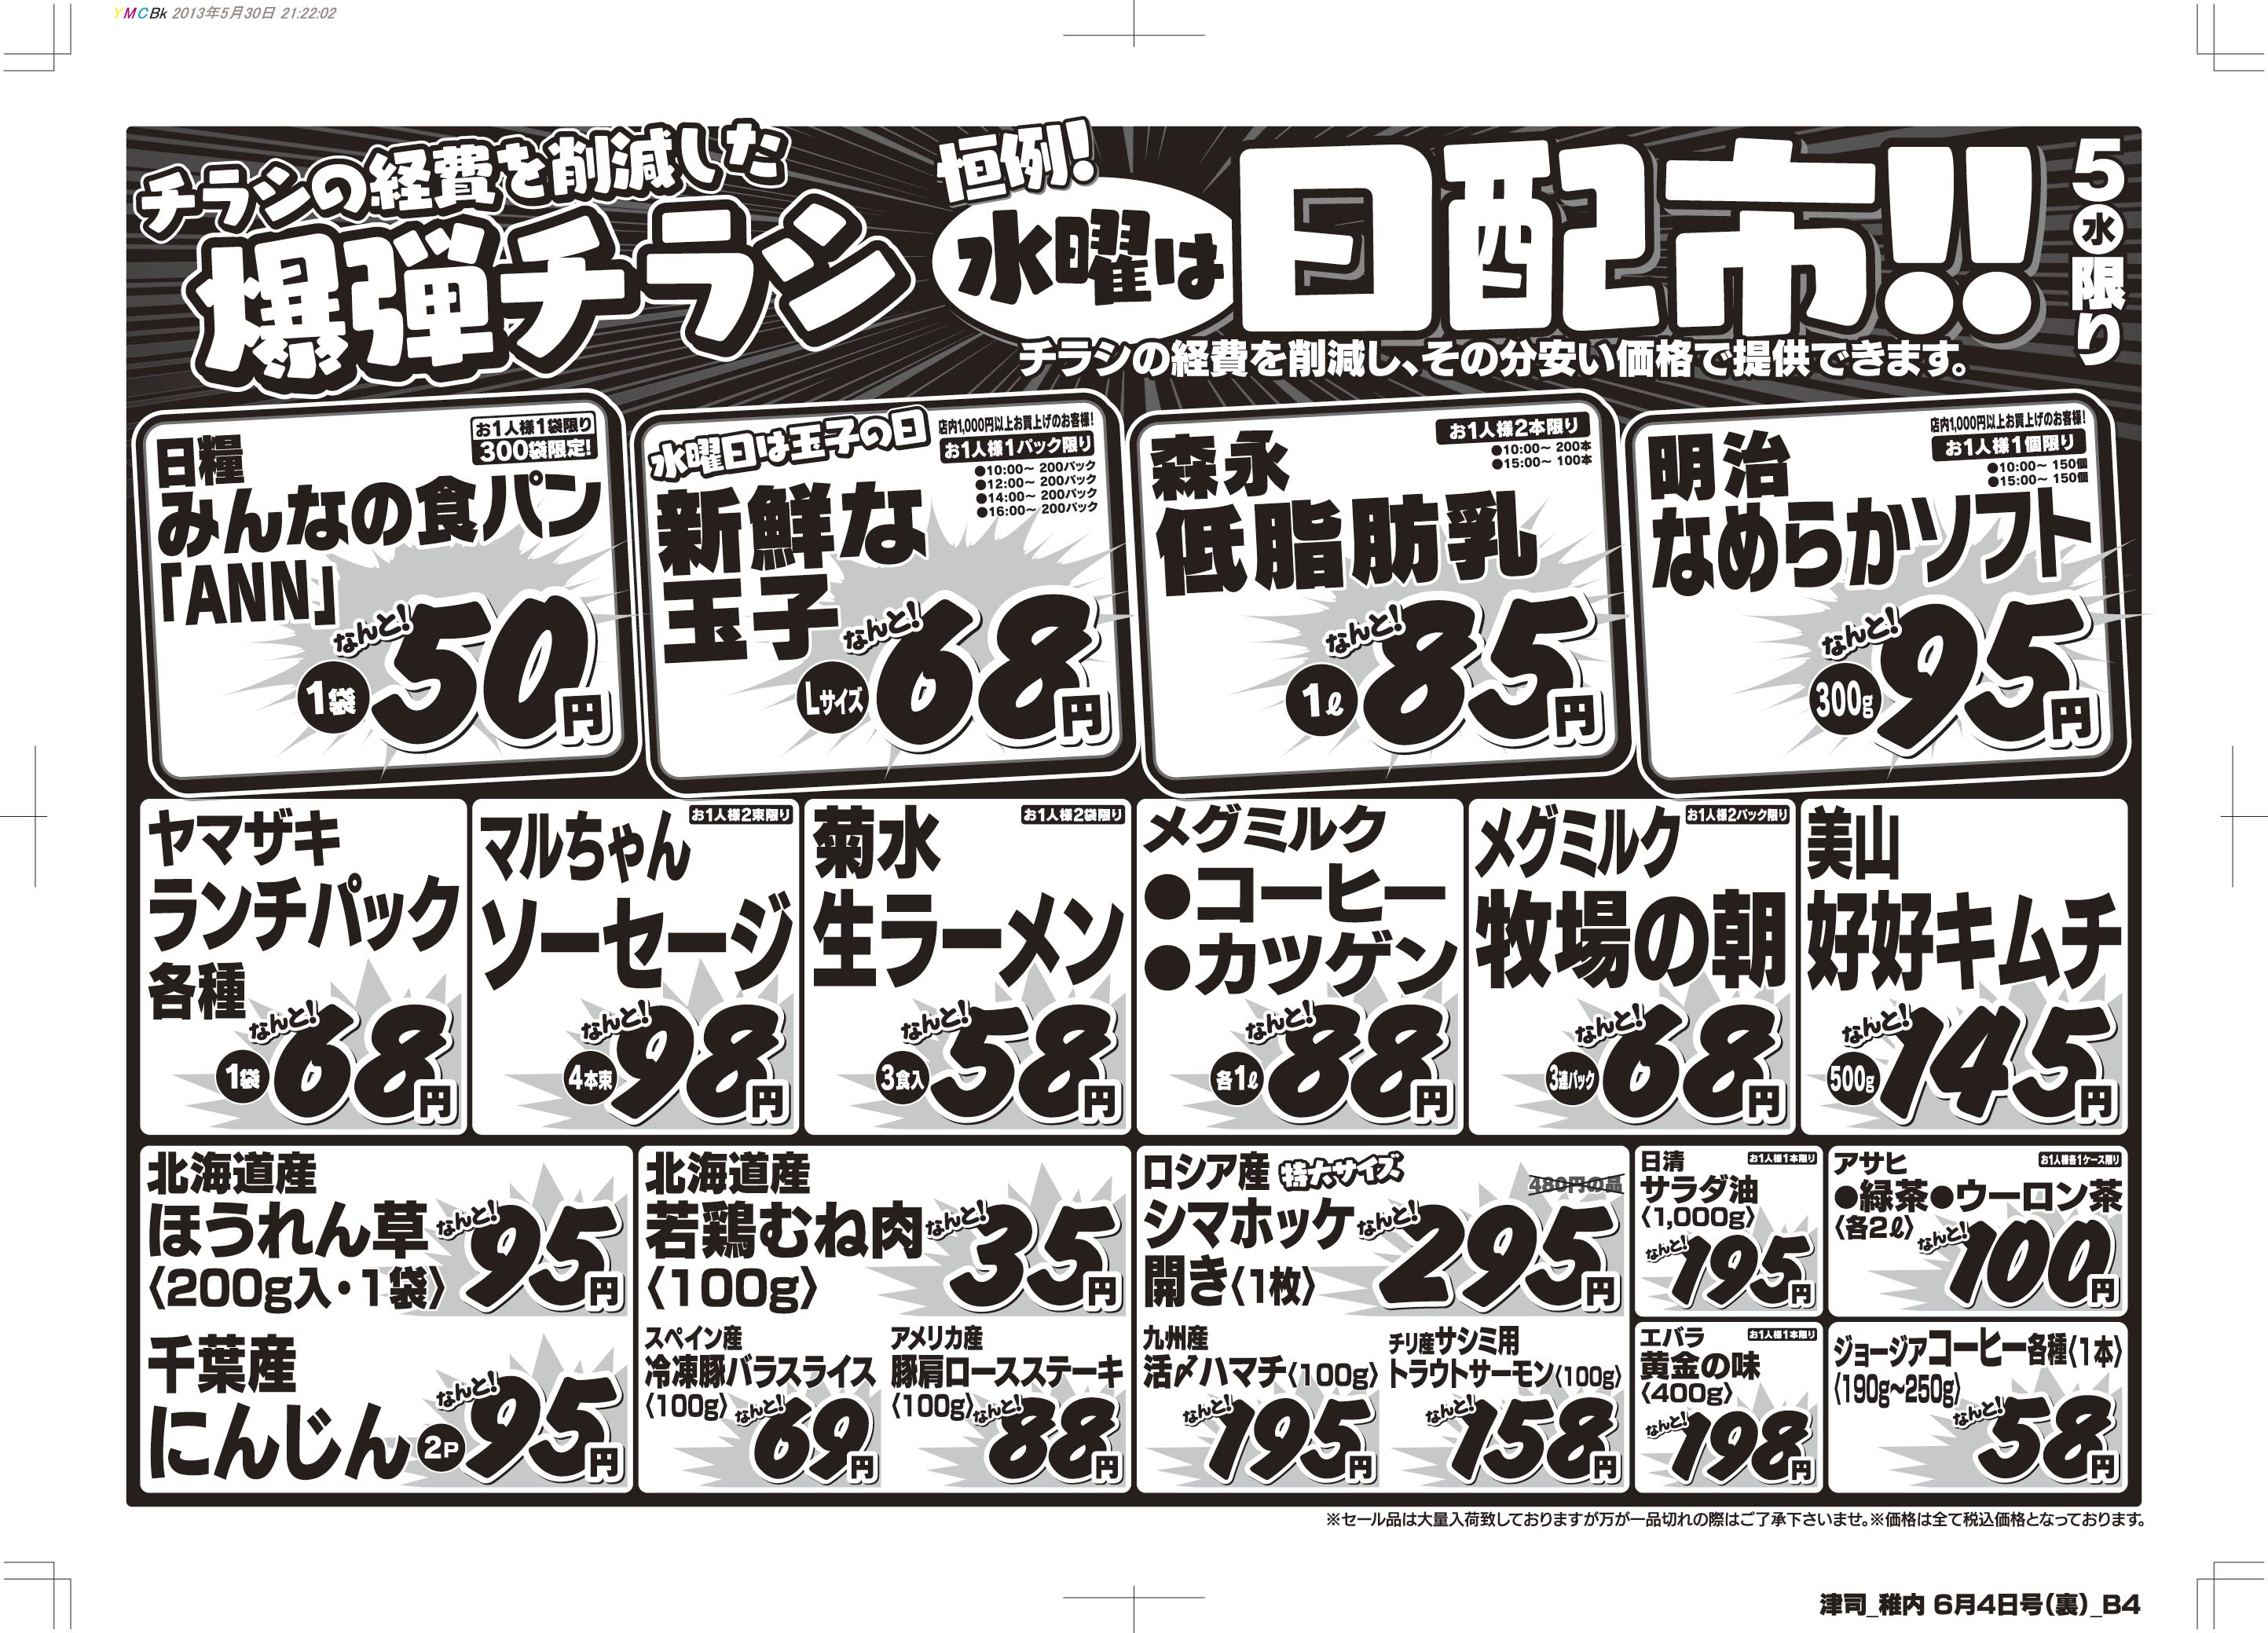 YMCBk 2013年5月30日 21:22:02
チラシの経費を削減した
爆弾チラシ
恒例!
水曜は
日配市!!
5㊌限り
チラシの経費を削減し、その分安い価格で提供できます。
お1人様1袋限り
300袋限定!
日糧
みんなの食パン
「ANN」
なんと!
1袋 50円
水曜日は玉子の日
店内1,000円以上お買上げのお客様!
お1人様1パック限り
●10:00〜 200パック
●12:00〜 200パック
●14:00〜 200パック
●16:00〜 200パック
新鮮な
玉子
なんと!
Lサイズ 68円
お1人様2本限り
●10:00〜 200本
●15:00〜 100本
森永
低脂肪乳
なんと!
1ℓ 85円
店内1,000円以上お買上げのお客様!
お1人様1個限り
●10:00〜 150個
●15:00〜 150個
明治
なめらかソフト
なんと!
300g 95円
ヤマザキ
ランチパック
各種
なんと!
1袋 68円
お1人様2束限り
マルちゃん
ソーセージ
なんと!
4本束 98円
お1人様2袋限り
菊水
生ラーメン
なんと!
3食入 58円
メグミルク
●コーヒー
●カツゲン
なんと!
各1ℓ 88円
お1人様2パック限り
メグミルク
牧場の朝
なんと!
3連パック 68円
美山
好好キムチ
なんと!
500g 145円
北海道産
ほうれん草
〈200g入・1袋〉
なんと! 95円
千葉産
にんじん
2P なんと! 95円
北海道産
若鶏むね肉
〈100g〉
なんと! 35円
スペイン産
冷凍豚バラスライス
〈100g〉
なんと! 69円
アメリカ産
豚肩ロースステーキ
〈100g〉
なんと! 88円
ロシア産 特大サイズ
480円の品
シマホッケ
開き〈1枚〉
なんと! 295円
九州産
活〆ハマチ〈100g〉
なんと! 195円
チリ産サシミ用
トラウトサーモン〈100g〉
なんと! 158円
日清
お1人様1本限り
サラダ油
〈1,000g〉
なんと! 195円
エバラ
お1人様1本限り
黄金の味
〈400g〉
なんと! 198円
アサヒ
お1人様各1ケース限り
●緑茶●ウーロン茶
〈各2ℓ〉
なんと! 100円
ジョージアコーヒー各種〈1本〉
〈190g~250g〉
なんと! 58円
※セール品は大量入荷致しておりますが万が一品切れの際はご了承下さいませ。※価格は全て税込価格となっております。
津司_稚内 6月4日号(裏)_B4